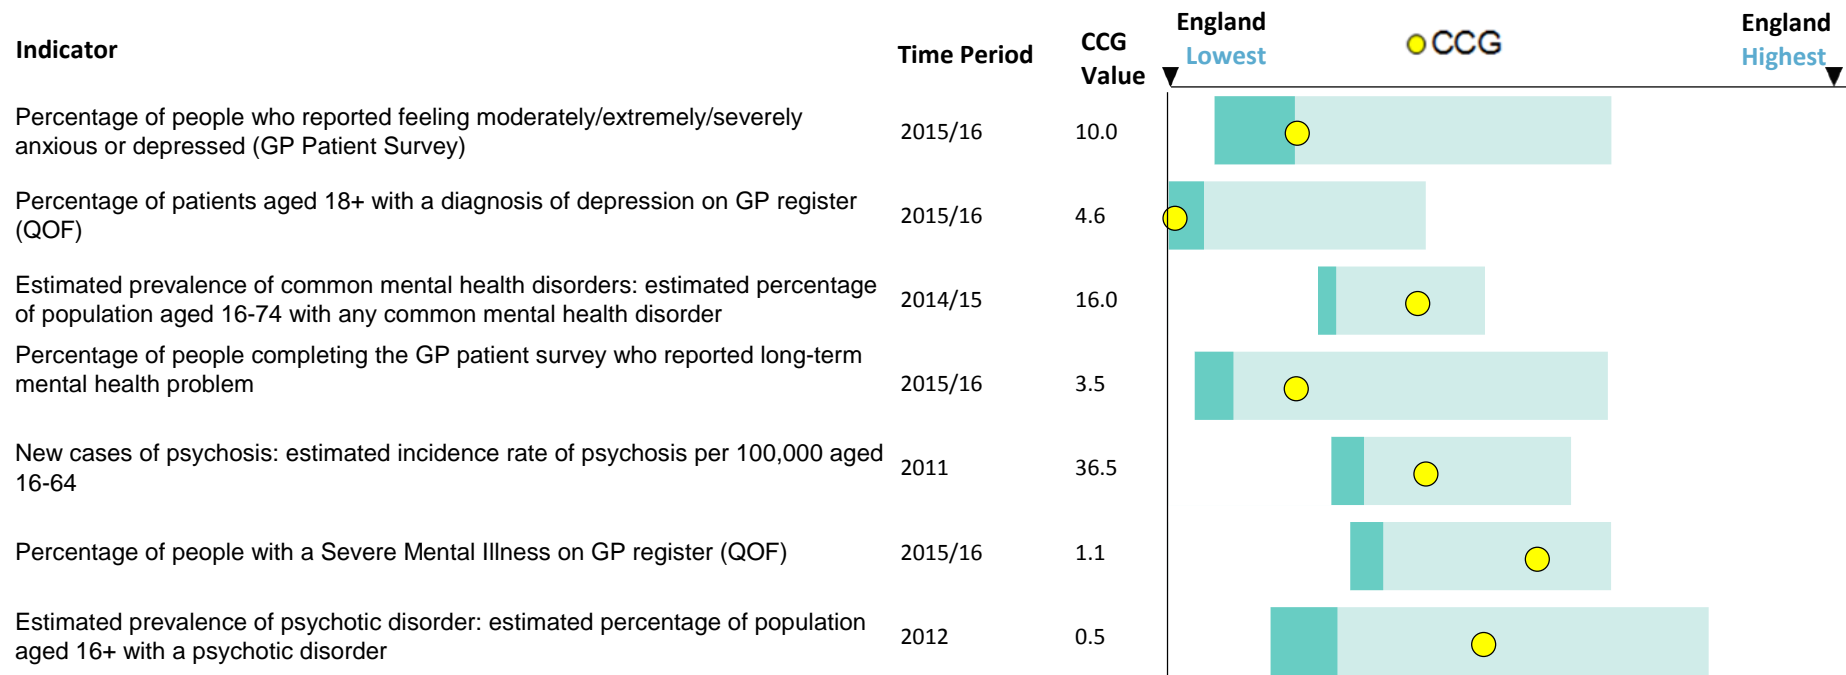 Indicator
Time Period
CCG
Value
England
Lowest
CCG
England
Highest
Percentage of people who reported feeling moderately/extremely/severely
anxious or depressed (GP Patient Survey)
2015/16
10.0
Percentage of patients aged 18+ with a diagnosis of depression on GP register
(QOF)
2015/16
4.6
Estimated prevalence of common mental health disorders: estimated percentage
of population aged 16-74 with any common mental health disorder
2014/15
16.0
Percentage of people completing the GP patient survey who reported long-term
mental health problem
2015/16
3.5
New cases of psychosis: estimated incidence rate of psychosis per 100,000 aged
16-64
2011
36.5
Percentage of people with a Severe Mental Illness on GP register (QOF)
2015/16
1.1
Estimated prevalence of psychotic disorder: estimated percentage of population
aged 16+ with a psychotic disorder
2012
0.5